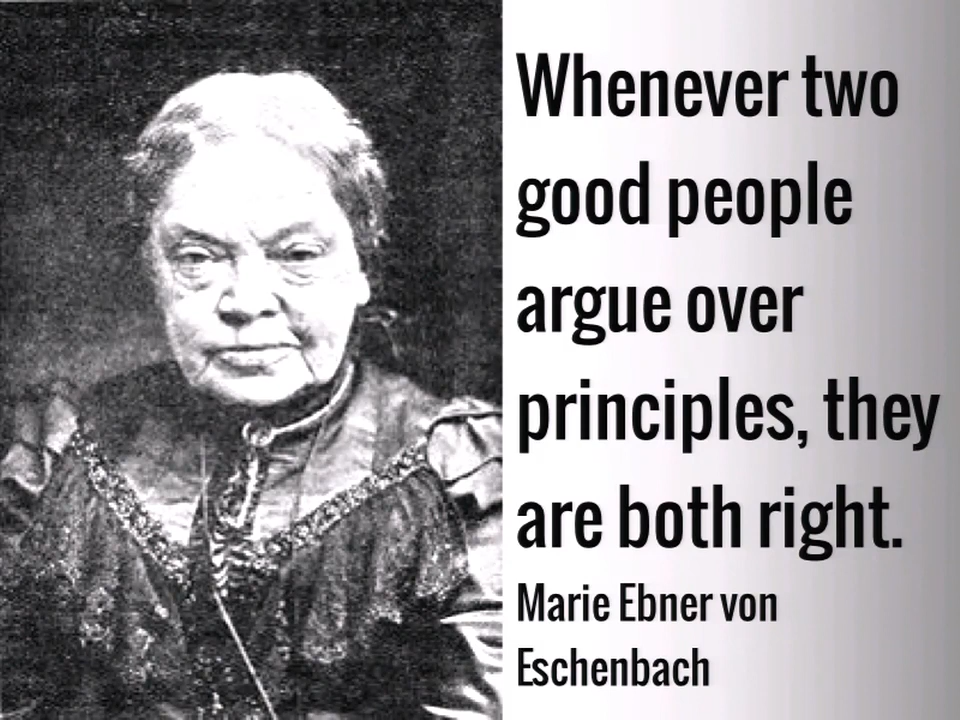 Whenever two
good people
argue over
principles, they
are both right.
Marie Ebner von
Eschenbach